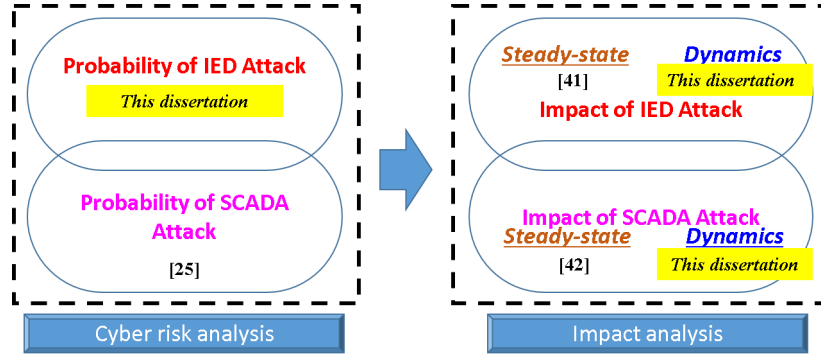 Probability of IED Attack
This dissertation
Probability of SCADA
Attack
[25]
Cyber risk analysis
Steady-state Dynamics
[41] This dissertation
Impact of IED Attack
Impact of SCADA Attack
Steady-state Dynamics
[42] This dissertation
Impact analysis